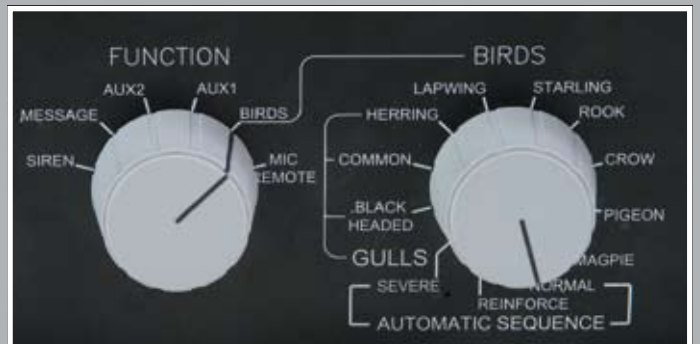 FUNCTION
SIREN
MESSAGE
AUX2
AUX1
BIRDS
MIC
REMOTE
BIRDS
LAPWING
STARLING
HERRING
ROOK
COMMON
CROW
.BLACK
HEADED
PIGEON
GULLS
MAGPIE
SEVERE
NORMAL
REINFORCE
AUTOMATIC SEQUENCE